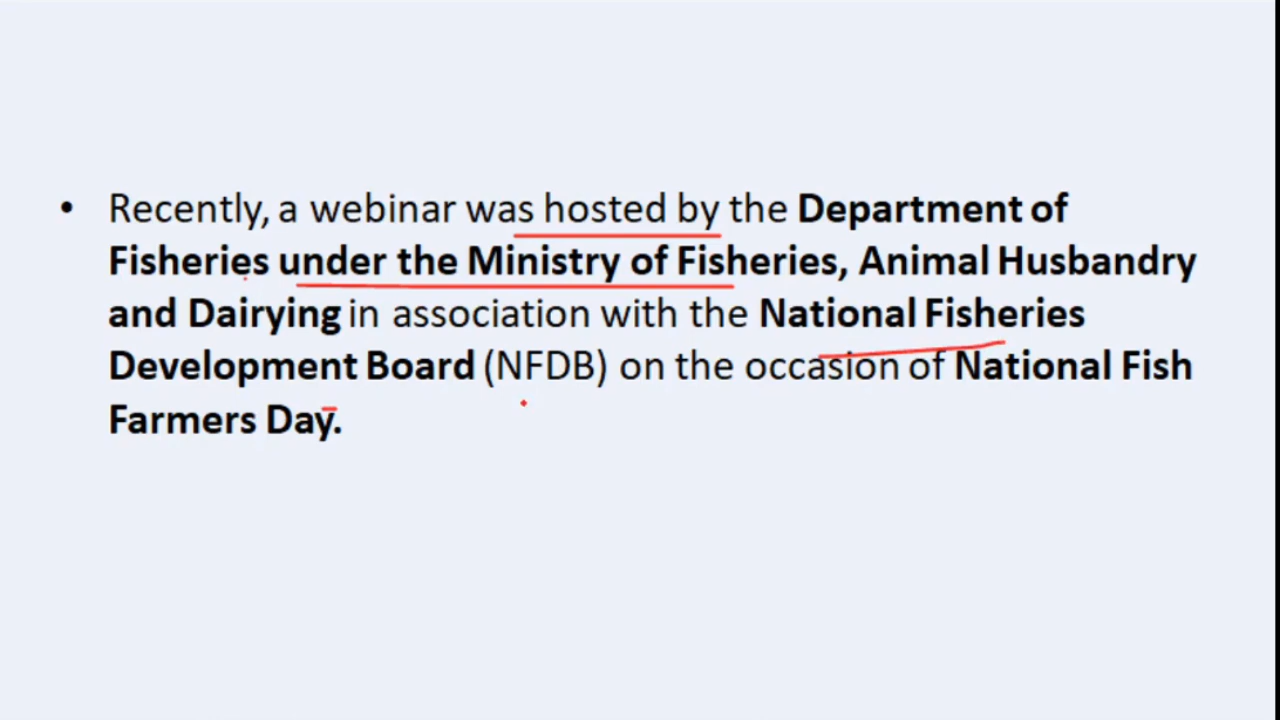 • Recently, a webinar was hosted by the Department of
Fisheries under the Ministry of Fisheries, Animal Husbandry
and Dairying in association with the National Fisheries
Development Board (NFDB) on the occasion of National Fish
Farmers Day.